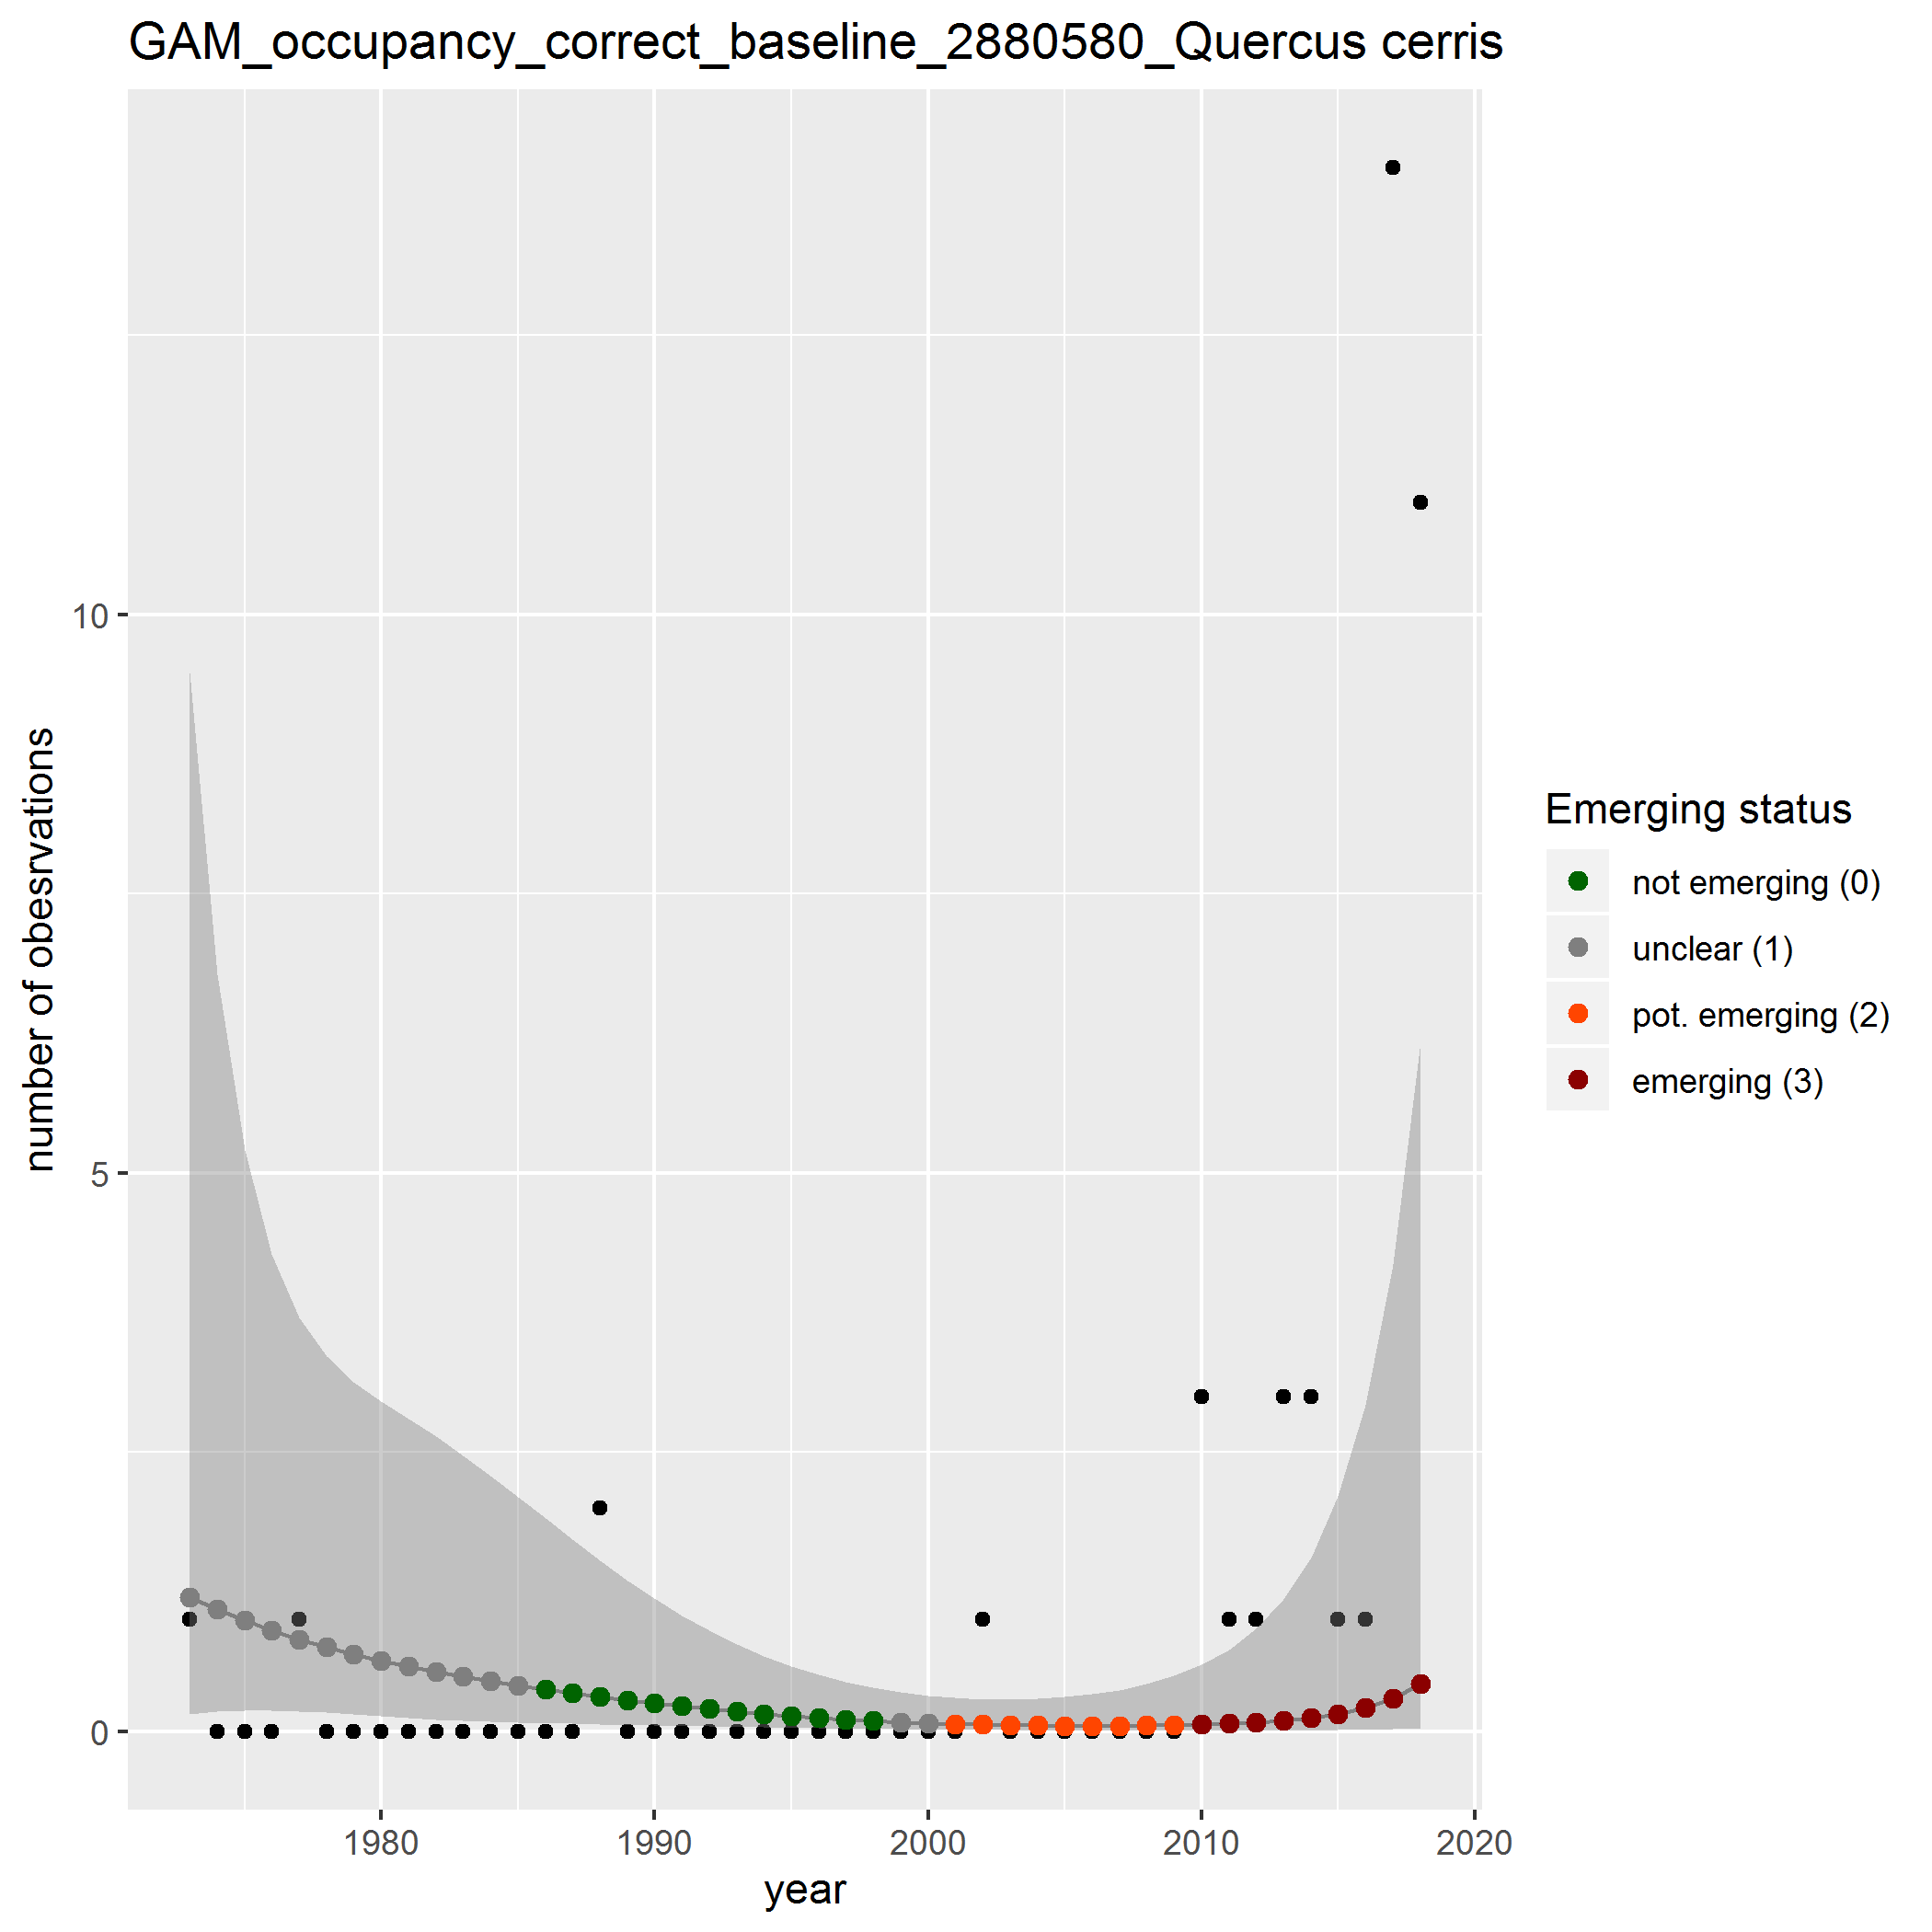 GAM_occupancy_correct_baseline_2880580_Quercus cerris
number of obesrvations
10
5
0
1980
1990
2000
2010
2020
year
Emerging status
not emerging (0)
unclear (1)
pot. emerging (2)
emerging (3)